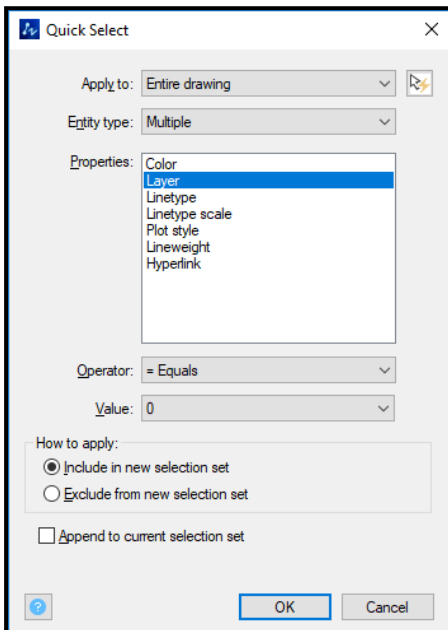 Quick Select
Apply to: Entire drawing
Entity type: Multiple
Properties: Color
Layer
Linetype
Linetype scale
Plot style
Lineweight
Hyperlink
Operator: = Equals
Value: 0
How to apply:
Include in new selection set
Exclude from new selection set
Append to current selection set
? OK Cancel